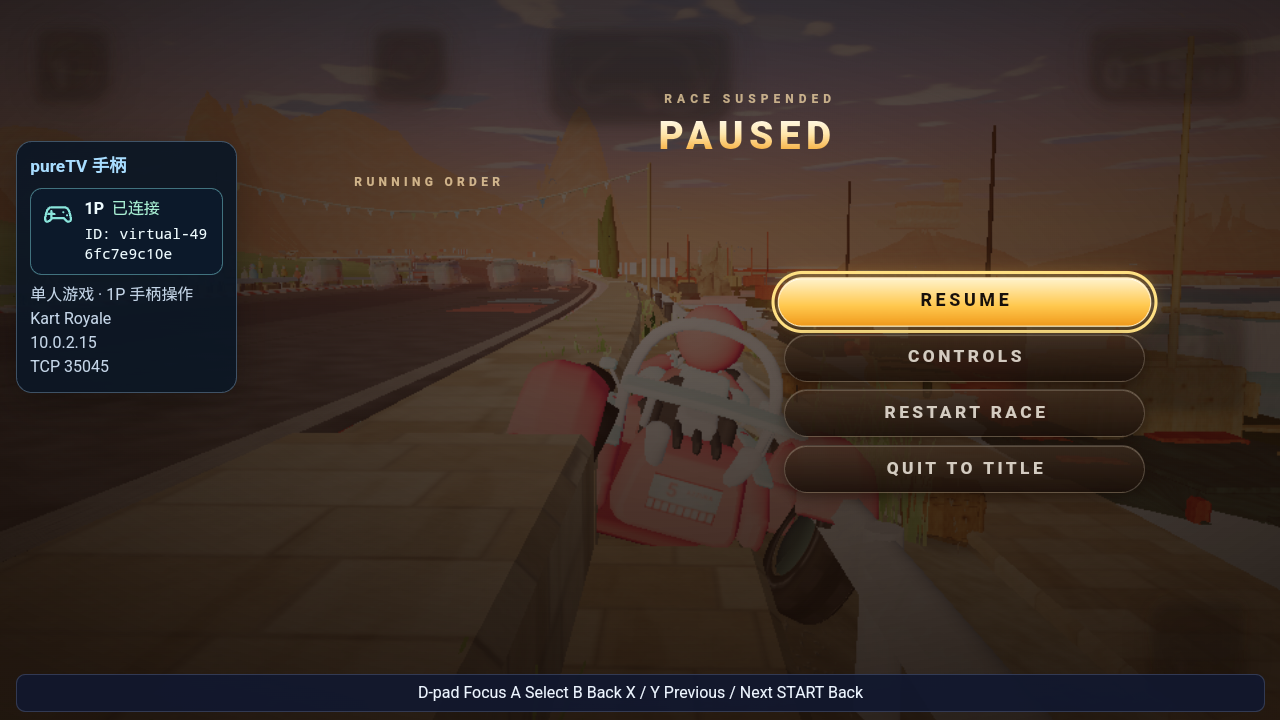 RACE SUSPENDED
PAUSED
pureTV 手柄
1P 已连接
ID: virtual-49
6fc7e9c10e
单人游戏 · 1P 手柄操作
Kart Royale
10.0.2.15
TCP 35045
RUNNING ORDER
RESUME
CONTROLS
RESTART RACE
QUIT TO TITLE
D-pad Focus A Select B Back X / Y Previous / Next START Back